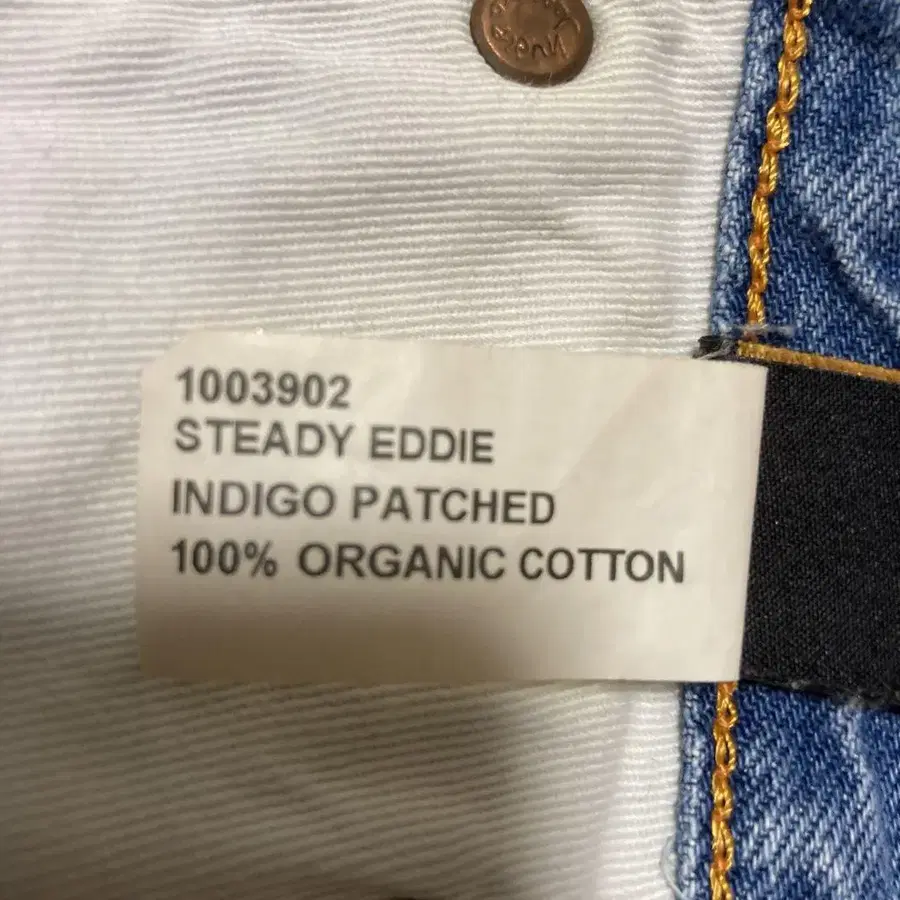 1003902
STEADY EDDIE
INDIGO PATCHED
100% ORGANIC COTTON